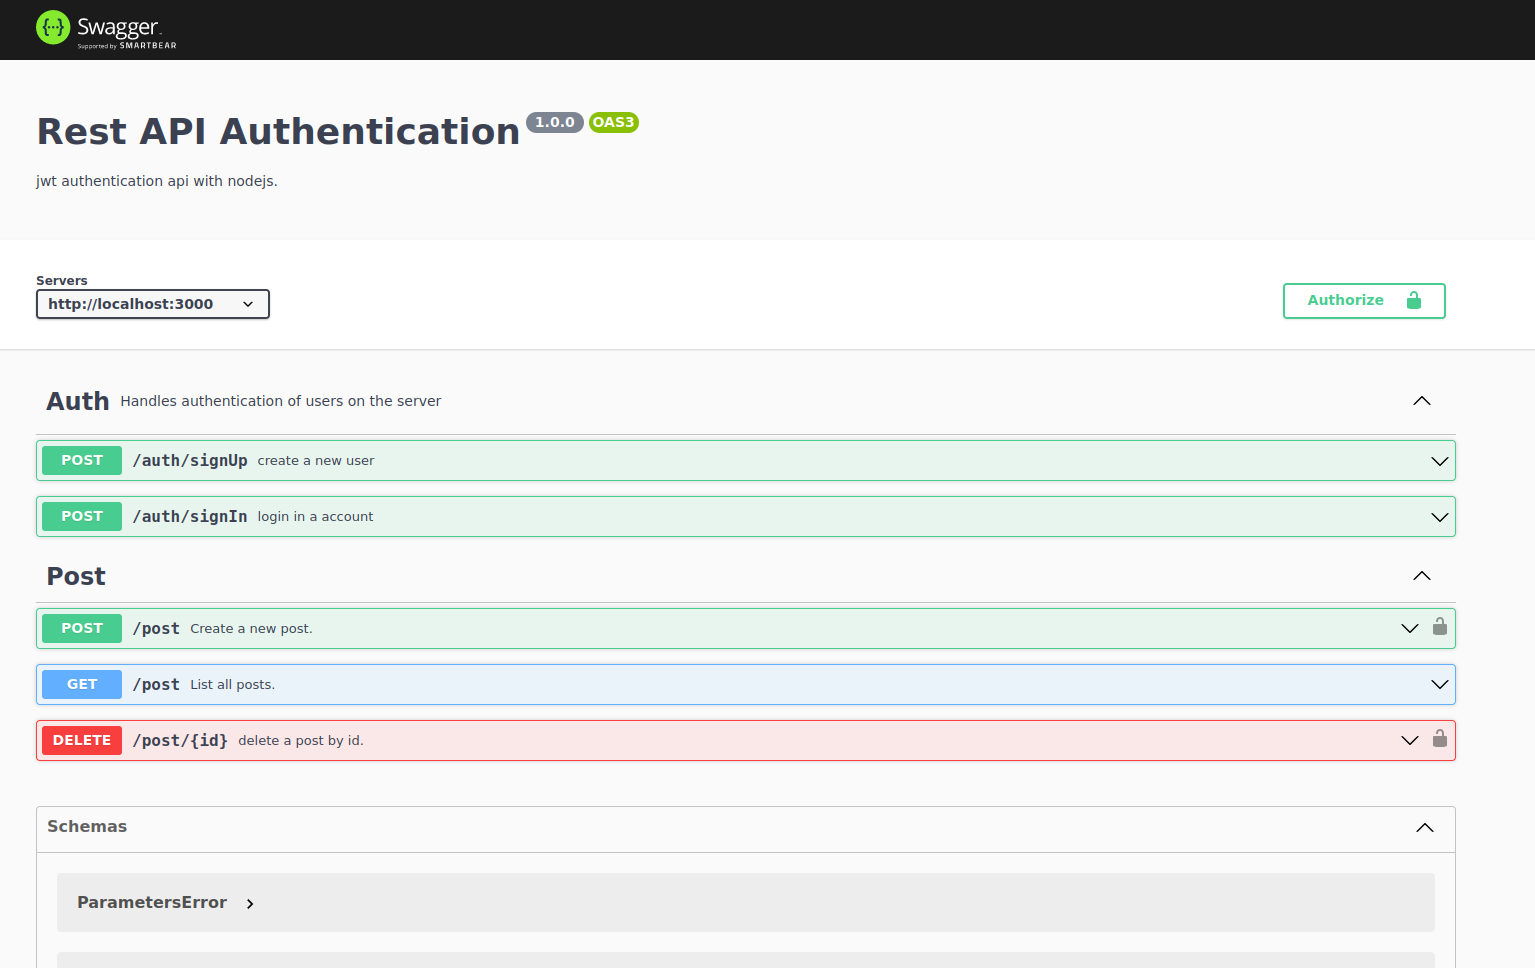 {···} Swagger.
Supported by SMARTBEAR
Rest API Authentication 1.0.0 OAS3
jwt authentication api with nodejs.
Servers
http://localhost:3000
Authorize
Auth Handles authentication of users on the server
POST /auth/signUp create a new user
POST /auth/signIn login in a account
Post
POST /post Create a new post.
GET /post List all posts.
DELETE /post/{id} delete a post by id.
Schemas
ParametersError